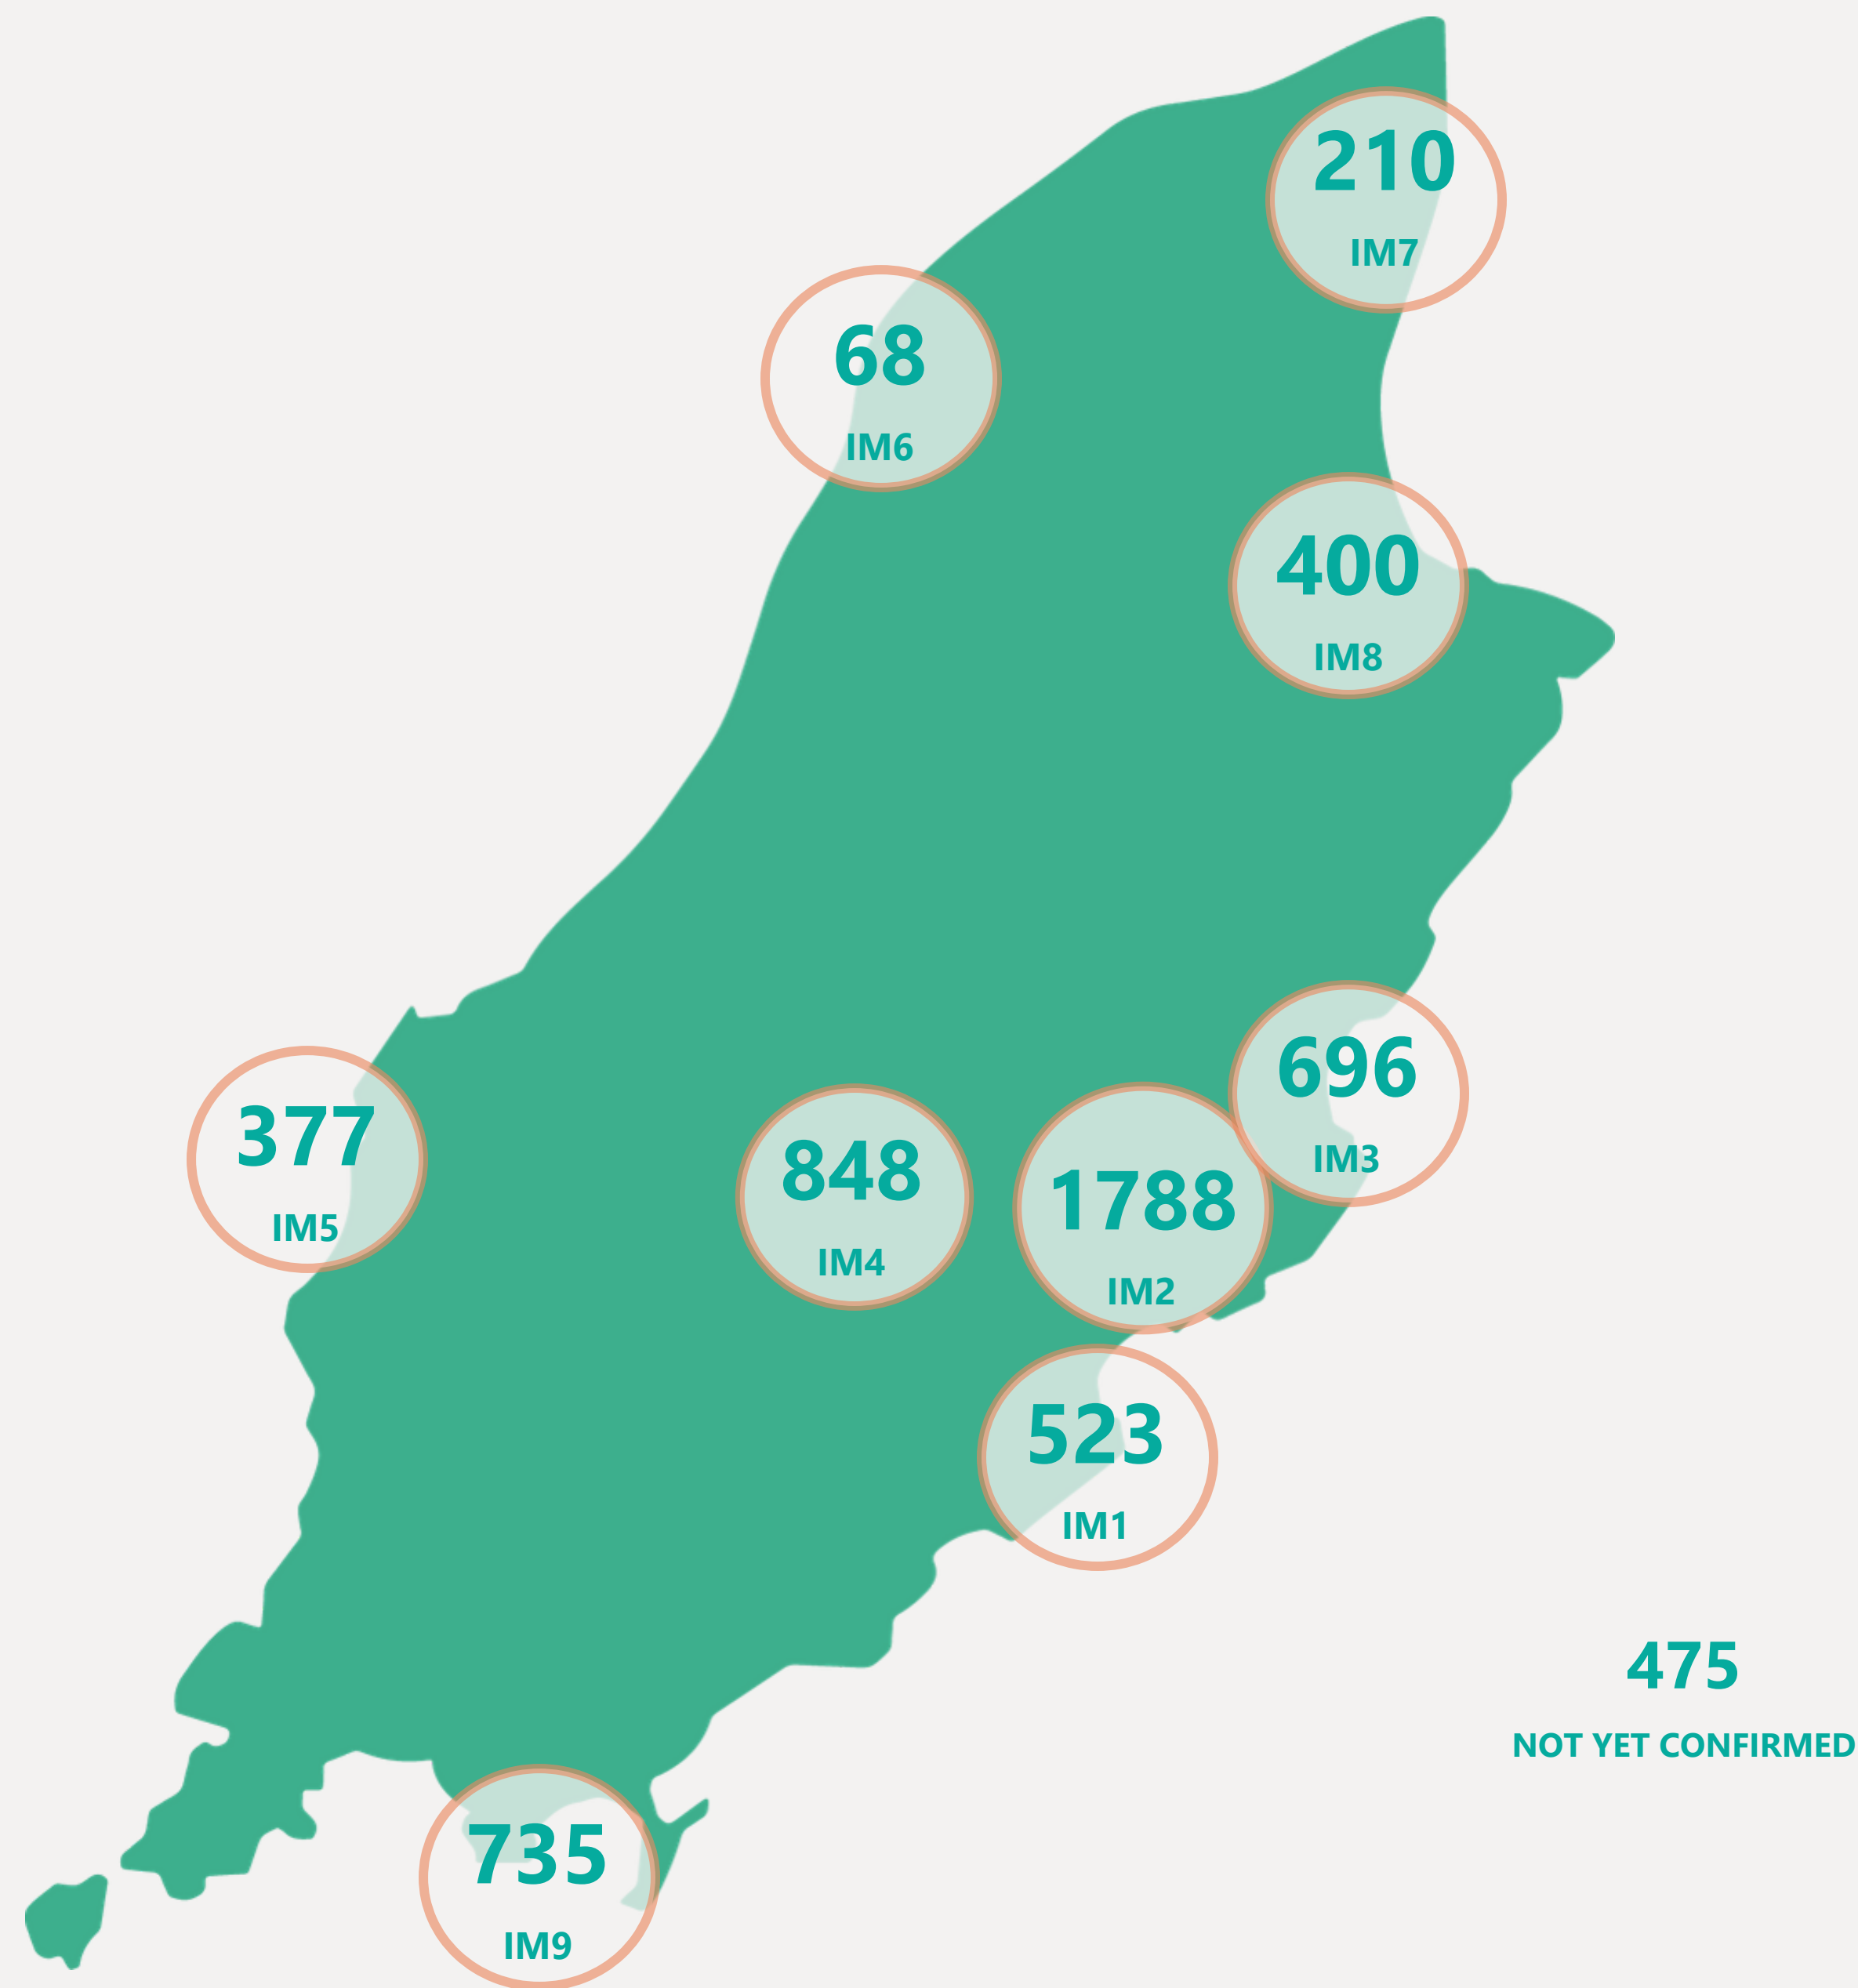 210
IM7
68
IM6
400
IM8
696
IM3
377
IM5
848
IM4
1788
IM2
523
IM1
475
NOT YET CONFIRMED
735
IM9